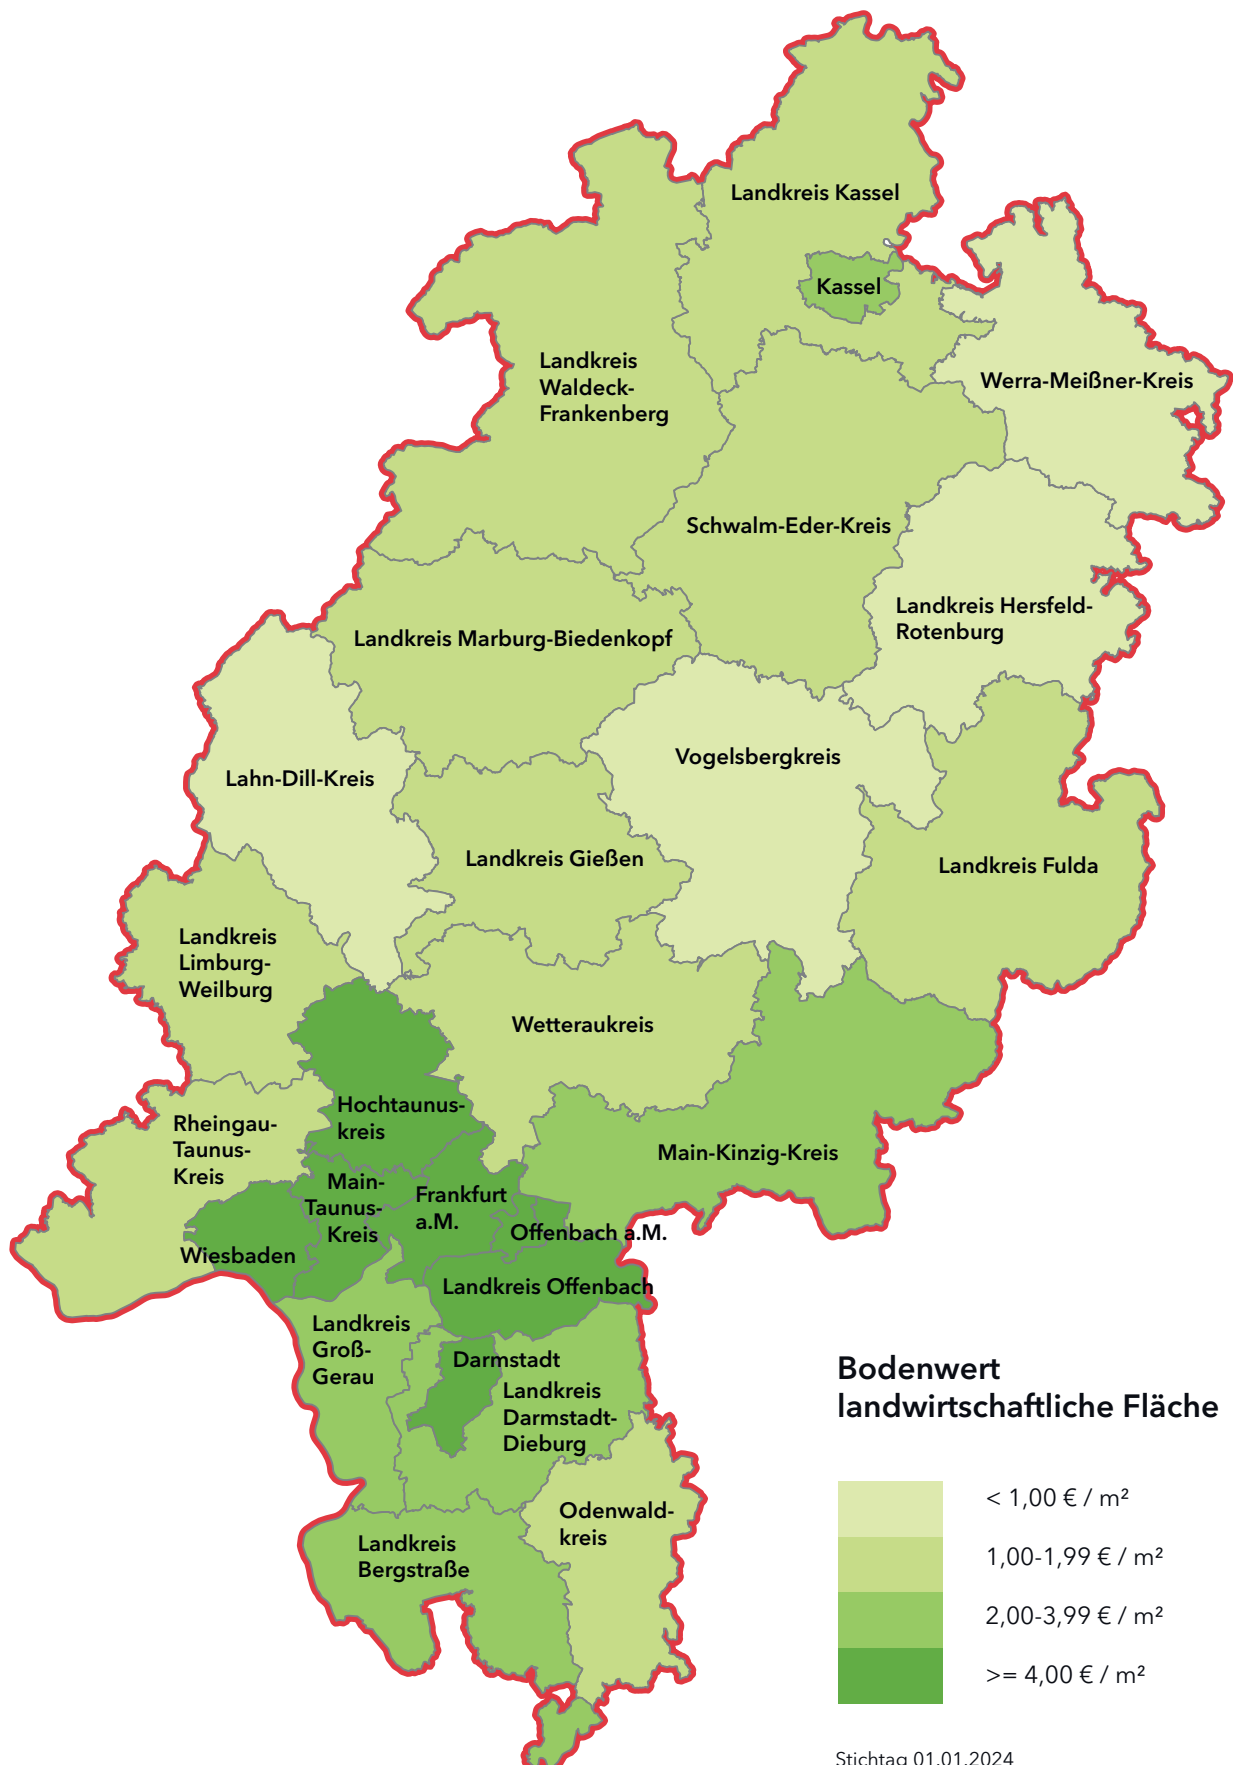 Landkreis Kassel
Kassel
Landkreis
Waldeck-
Frankenberg
Werra-Meißner-Kreis
Schwalm-Eder-Kreis
Landkreis Hersfeld-
Rotenburg
Landkreis Marburg-Biedenkopf
Vogelsbergkreis
Lahn-Dill-Kreis
Landkreis Gießen
Landkreis Fulda
Landkreis
Limburg-
Weilburg
Wetteraukreis
Hochtaunus-
kreis
Rheingau-
Taunus-
Kreis
Main-Kinzig-Kreis
Main-
Taunus-
Kreis
Frankfurt
a.M.
Offenbach a.M.
Wiesbaden
Landkreis Offenbach
Landkreis
Groß-
Gerau
Darmstadt
Landkreis
Darmstadt-
Dieburg
Odenwald-
kreis
Landkreis
Bergstraße
Bodenwert
landwirtschaftliche Fläche
< 1,00 € / m²
1,00-1,99 € / m²
2,00-3,99 € / m²
>= 4,00 € / m²
Stichtag 01.01.2024